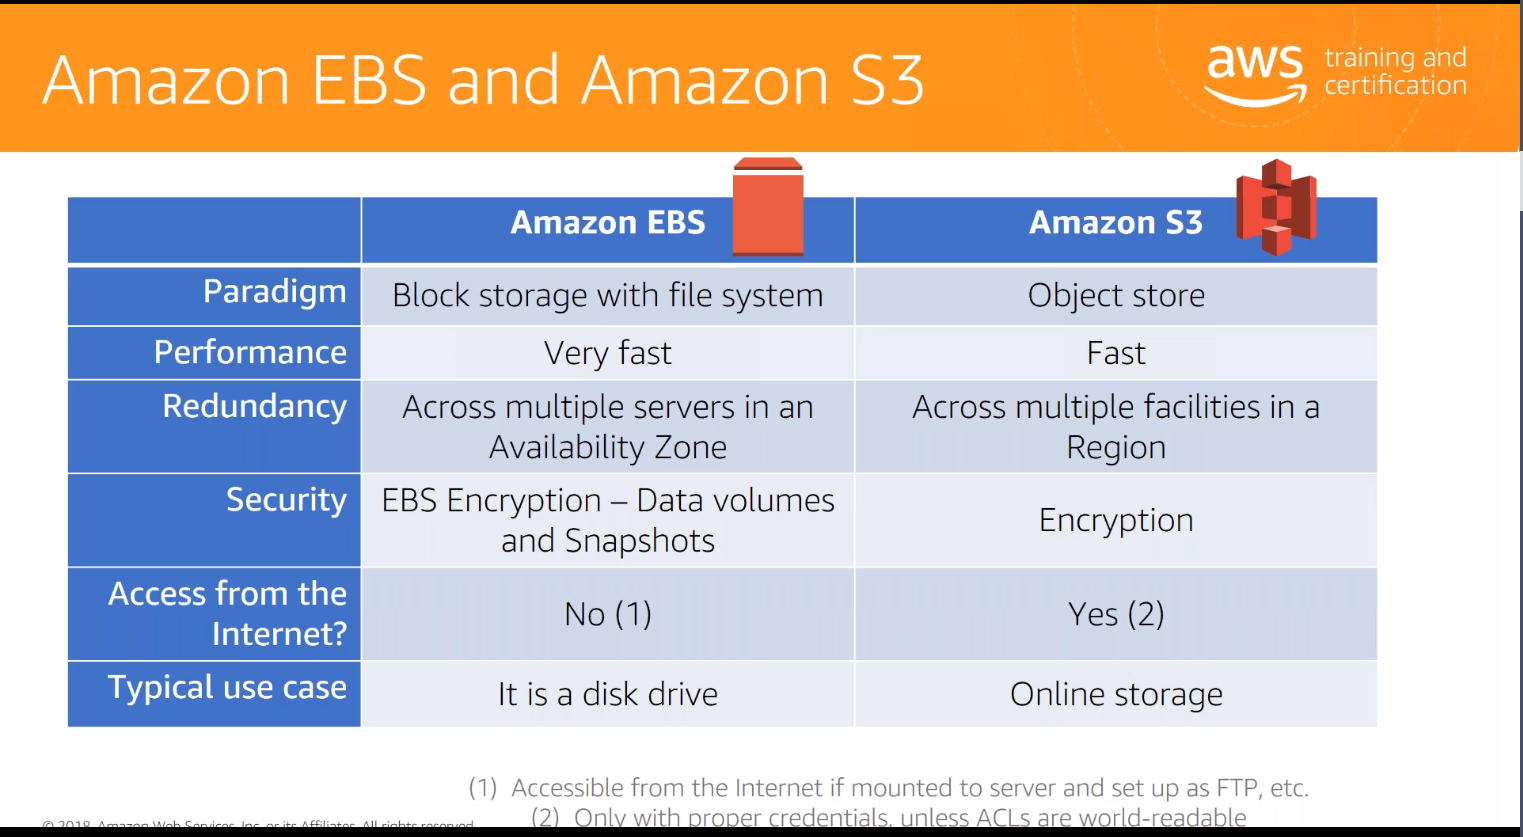 Amazon EBS and Amazon S3
aws training and
certification
Amazon EBS
Amazon S3
Paradigm
Block storage with file system
Object store
Performance
Very fast
Fast
Redundancy
Across multiple servers in an
Availability Zone
Across multiple facilities in a
Region
Security
EBS Encryption – Data volumes
and Snapshots
Encryption
Access from the
Internet?
No (1)
Yes (2)
Typical use case
It is a disk drive
Online storage
(1) Accessible from the Internet if mounted to server and set up as FTP, etc.
(2) Only with proper credentials, unless ACLs are world-readable
© 2018, Amazon Web Services, Inc. or its Affiliates. All rights reserved.